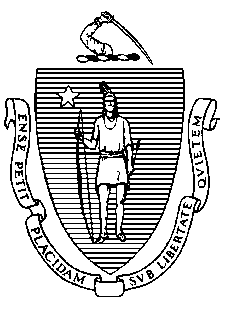 ENSE PETIT
PLACIDAM
SVB LIBERTATE
QVIETEM